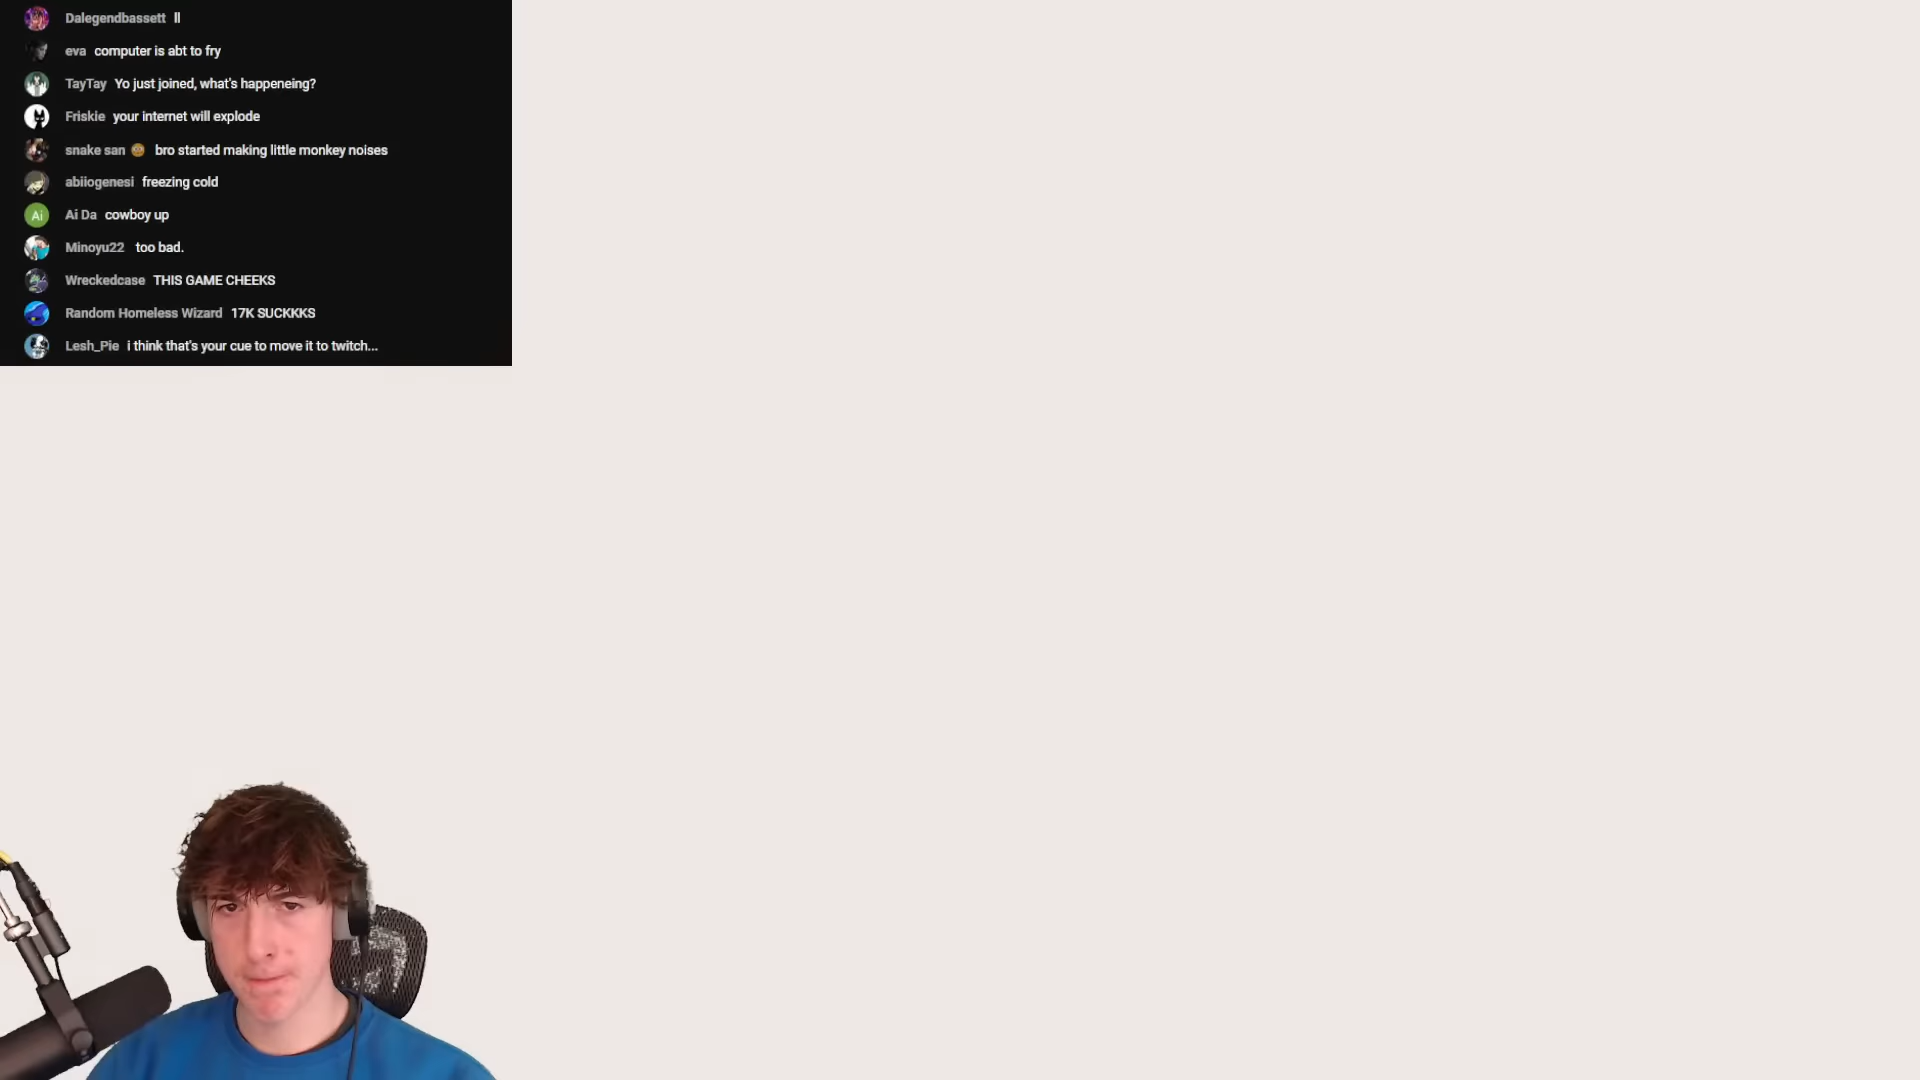 Dalegendbassett ll
eva computer is abt to fry
TayTay Yo just joined, what's happeneing?
Friskie your internet will explode
snake san bro started making little monkey noises
abiiogenesi freezing cold
Ai Ai Da cowboy up
Minoyu22 too bad.
Wreckedcase THIS GAME CHEEKS
Random Homeless Wizard 17K SUCKKKS
Lesh_Pie i think that's your cue to move it to twitch...